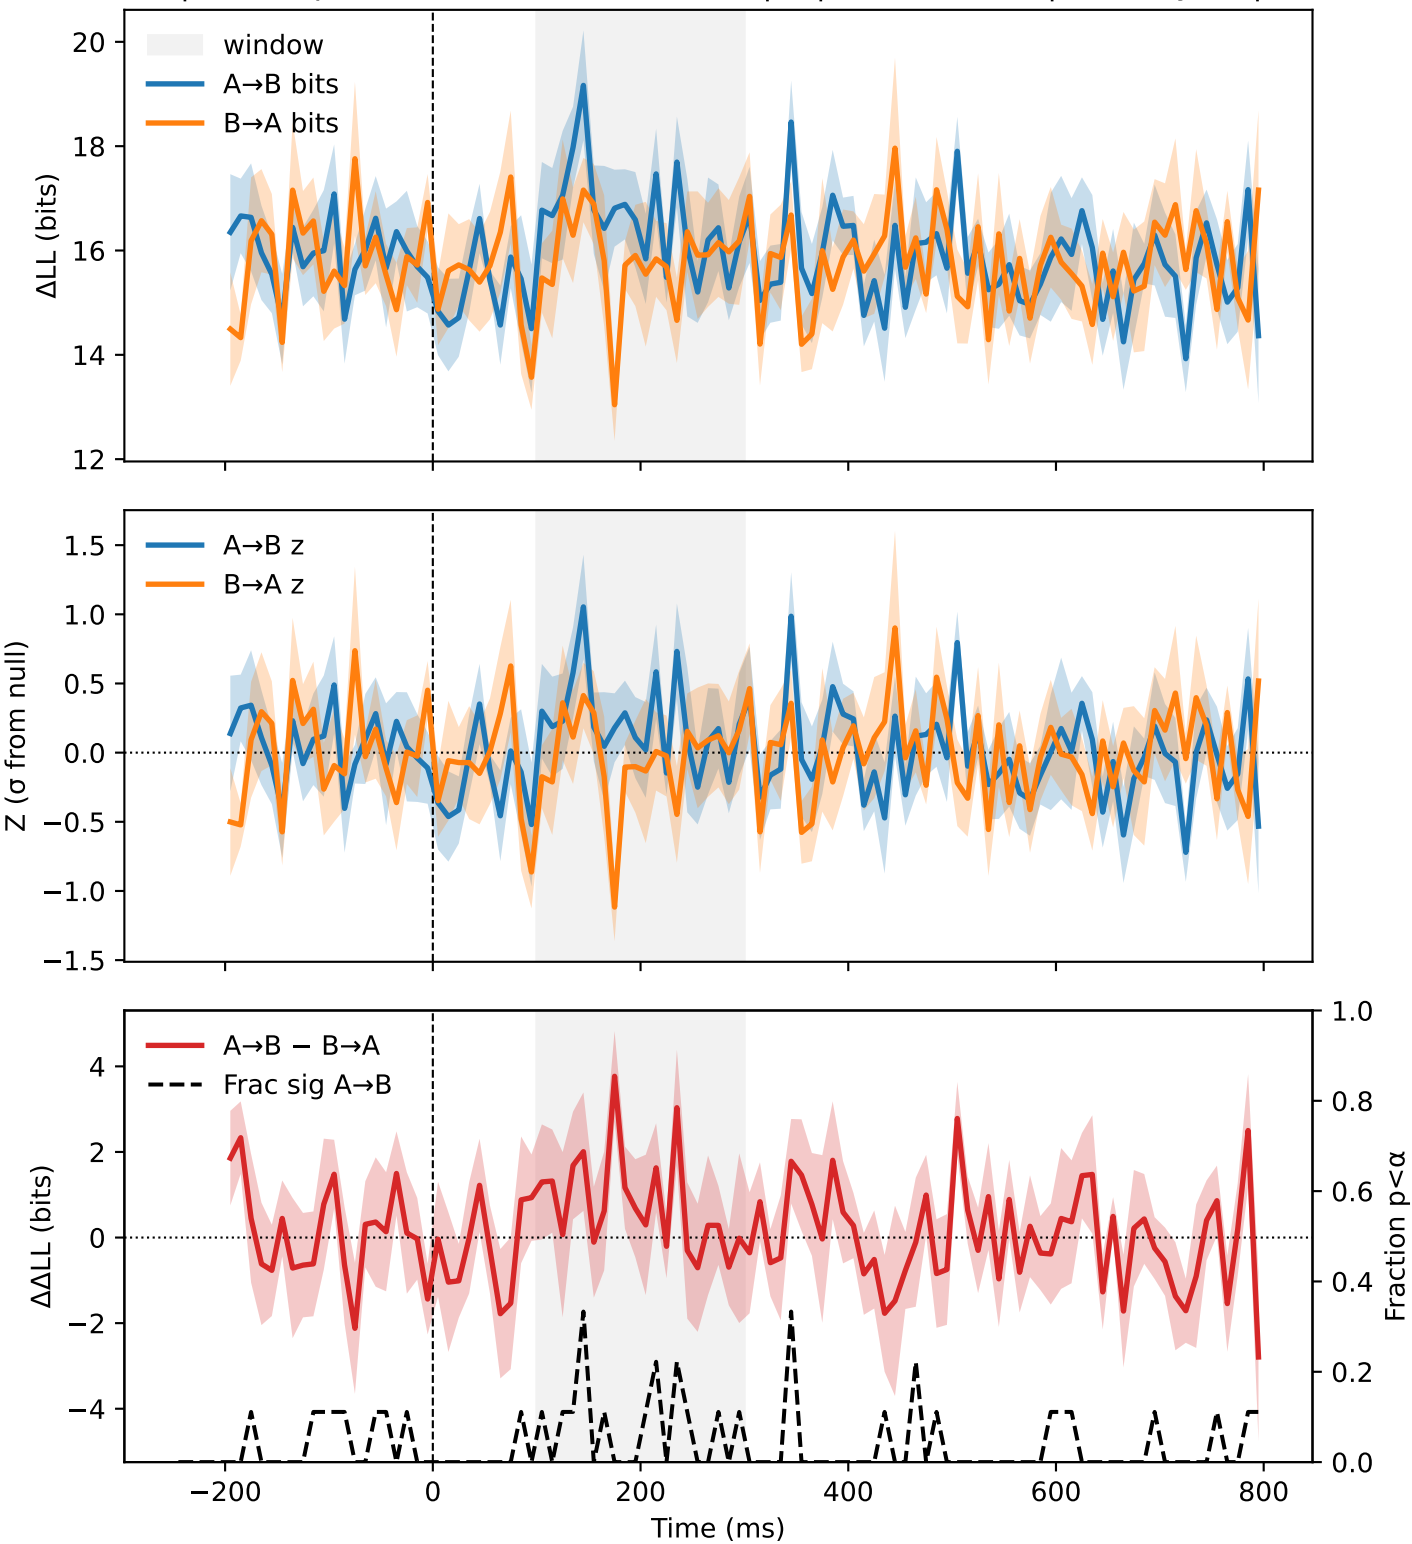 20
18
16
14
12
ΔLL (bits)
window
A→B bits
B→A bits
1.5
1.0
0.5
0.0
−0.5
−1.0
−1.5
Z (σ from null)
A→B z
B→A z
4
2
0
−2
−4
ΔΔLL (bits)
A→B − B→A
Frac sig A→B
1.0
0.8
0.6
0.4
0.2
0.0
Fraction p<α
−200
0
200
400
600
800
Time (ms)